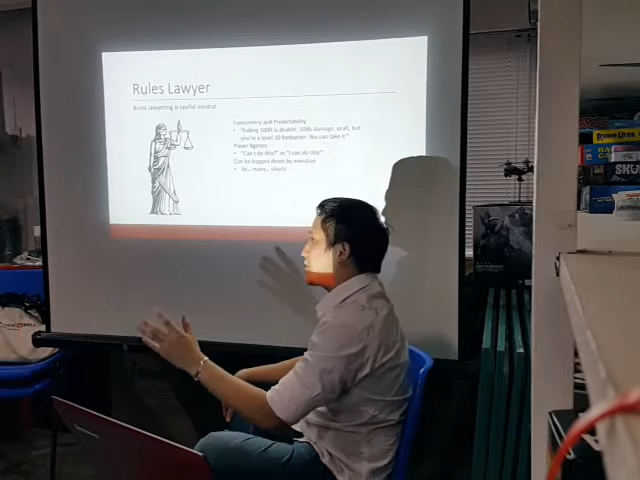 Rules Lawyer
Rules lawyering is lawful neutral
Consistency and Predictability
• "Falling 100ft is doable. 10d6 damage, yeah, but
you're a level 10 barbarian. You can take it."
Player Agency
• "Can I do this?" vs "I can do this!"
Can be bogged down by minutiae
• So... many... charts